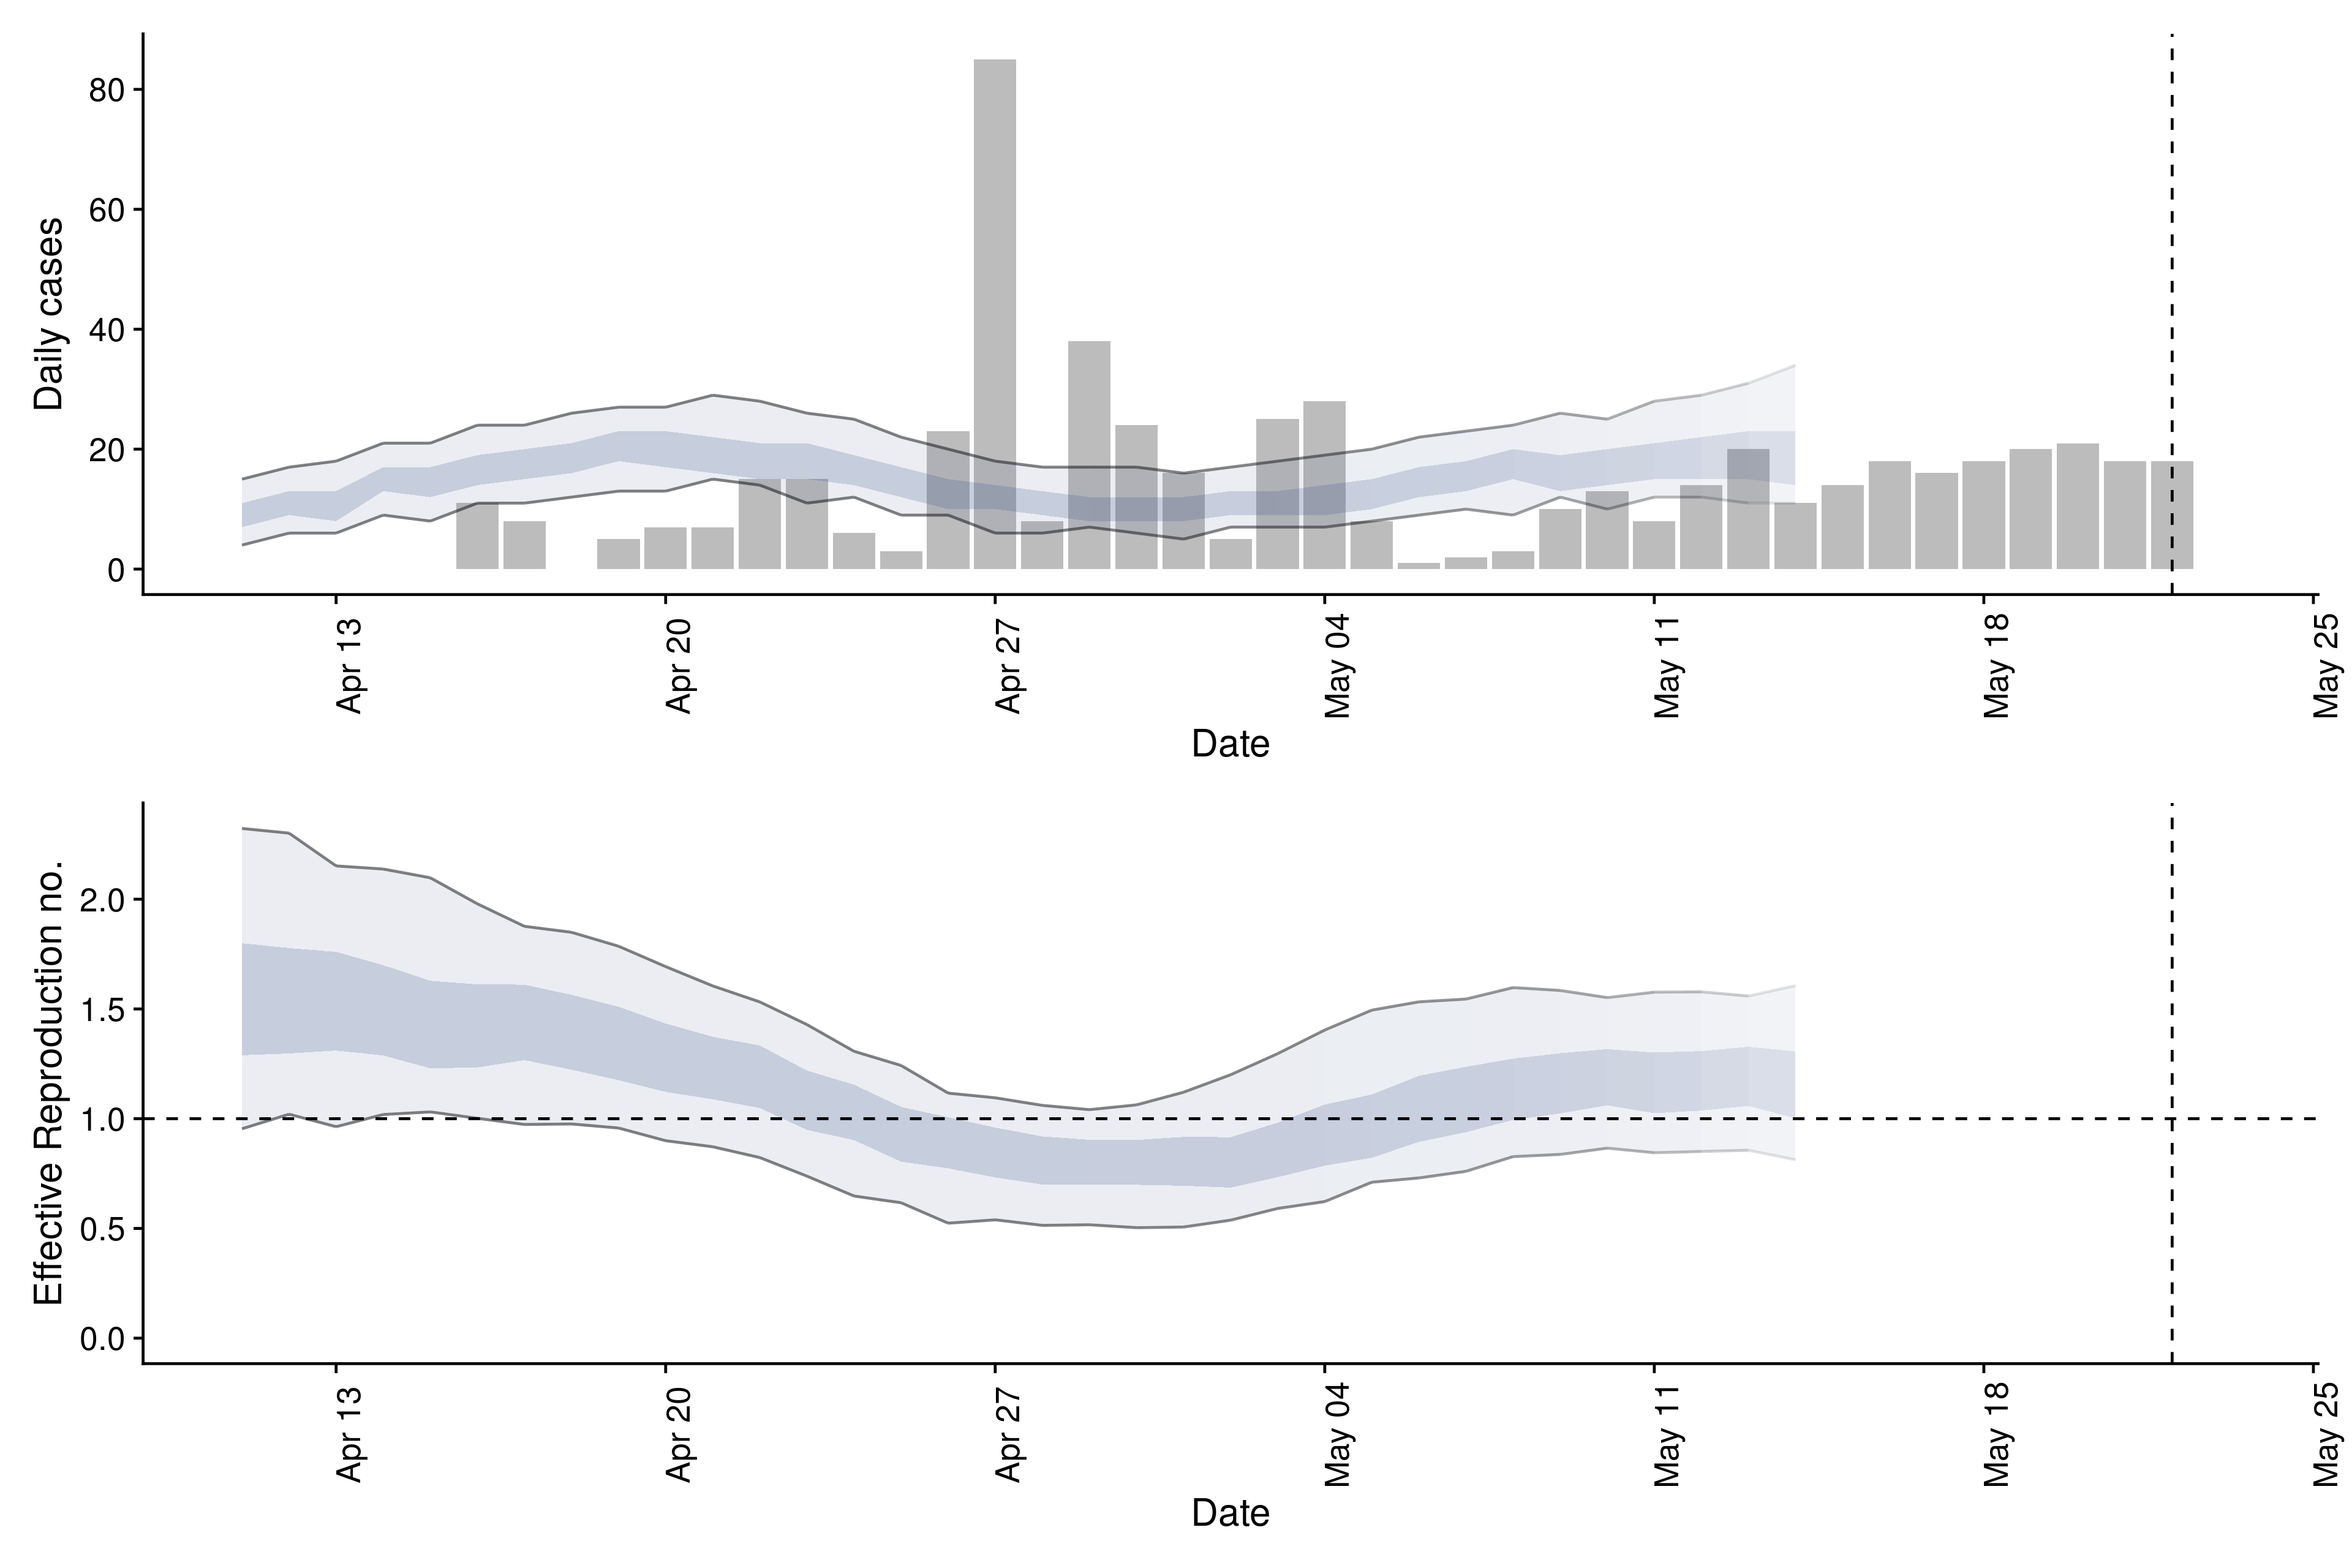 Daily cases
80
60
40
20
0
Apr 13
Apr 20
Apr 27
May 04
May 11
May 18
May 25
Date
Effective Reproduction no.
2.0
1.5
1.0
0.5
0.0
Apr 13
Apr 20
Apr 27
May 04
May 11
May 18
May 25
Date